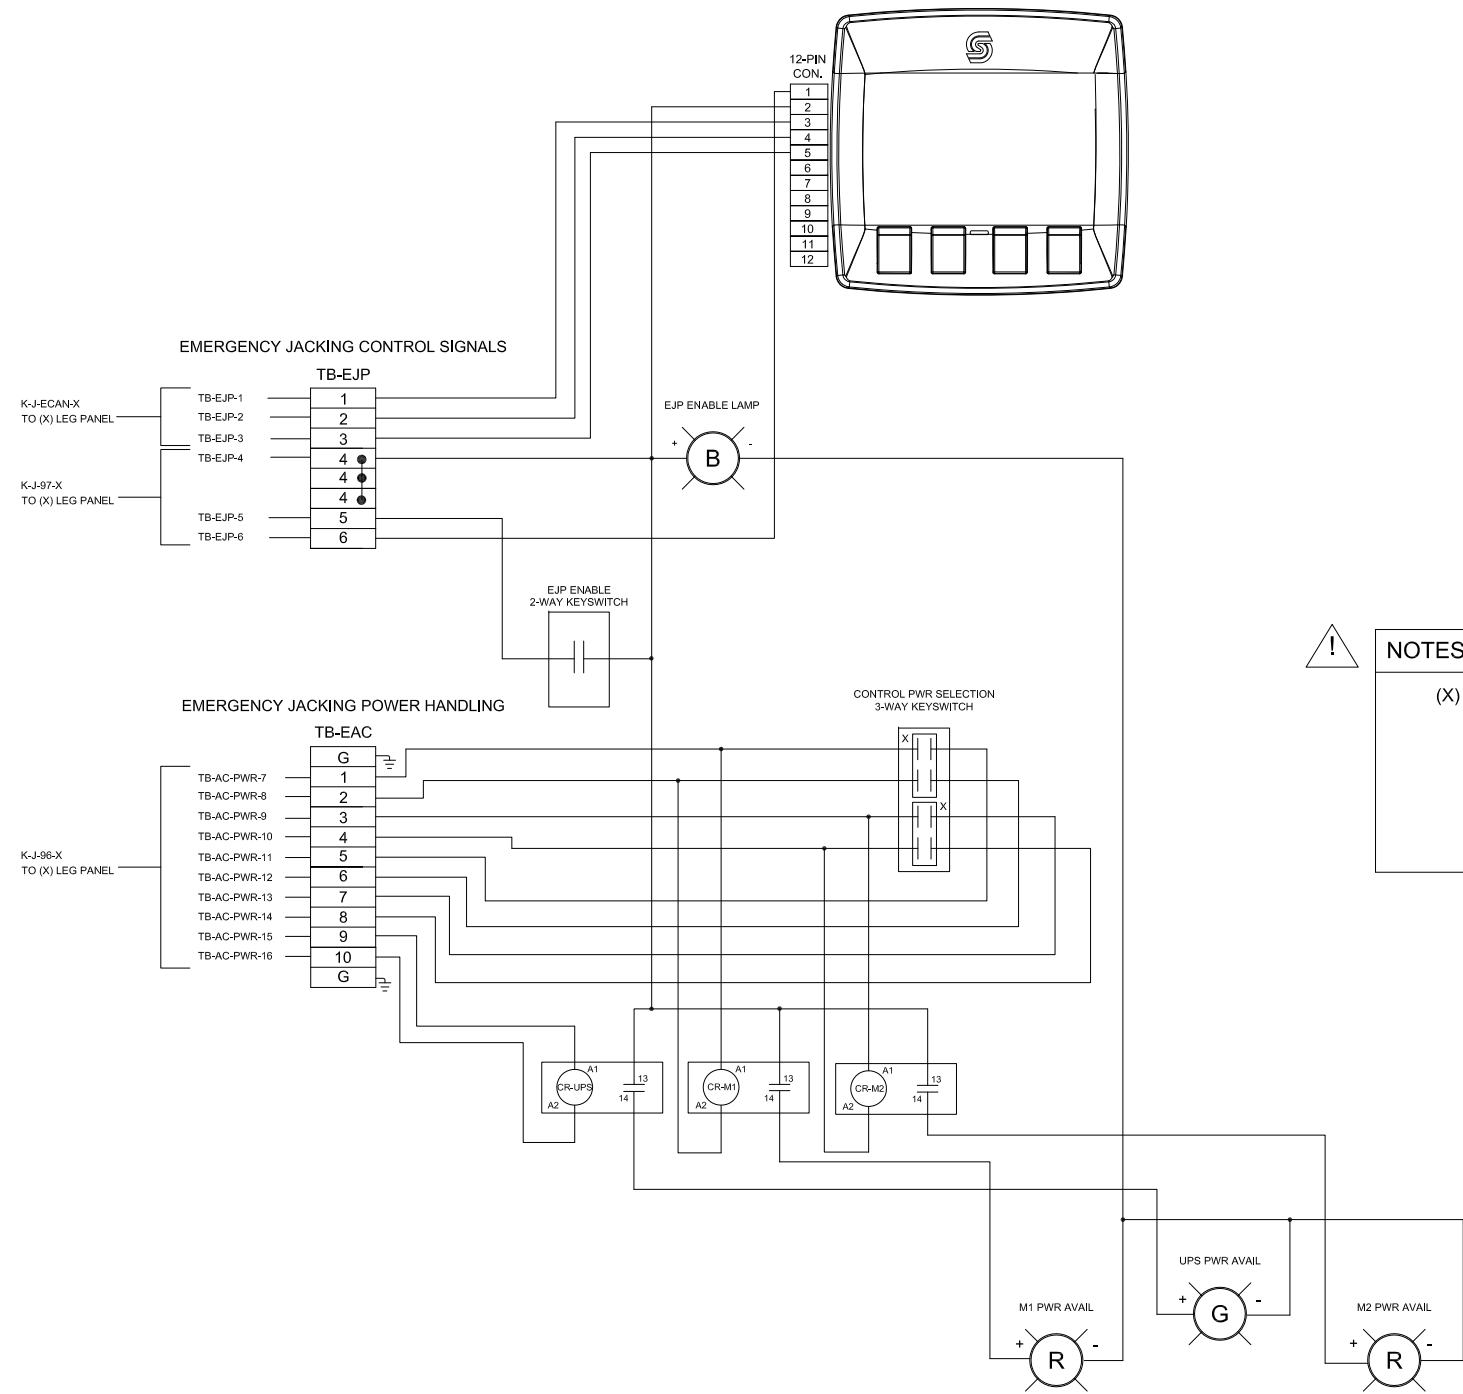 12-PIN
CON.
1
2
3
4
5
6
7
8
9
10
11
12
EMERGENCY JACKING CONTROL SIGNALS
TB-EJP
K-J-ECAN-X
TO (X) LEG PANEL
TB-EJP-1
1
TB-EJP-2
2
TB-EJP-3
3
TB-EJP-4
4
4
4
K-J-97-X
TO (X) LEG PANEL
TB-EJP-5
5
TB-EJP-6
6
EJP ENABLE LAMP
+
B
-
EJP ENABLE
2-WAY KEYSWITCH
!
NOTES
(X)
EMERGENCY JACKING POWER HANDLING
TB-EAC
CONTROL PWR SELECTION
3-WAY KEYSWITCH
X
X
G
TB-AC-PWR-7
1
TB-AC-PWR-8
2
TB-AC-PWR-9
3
TB-AC-PWR-10
4
TB-AC-PWR-11
5
TB-AC-PWR-12
6
TB-AC-PWR-13
7
TB-AC-PWR-14
8
TB-AC-PWR-15
9
TB-AC-PWR-16
10
G
K-J-96-X
TO (X) LEG PANEL
A1
CR-UPS
A2
13
14
A1
CR-M1
A2
13
14
A1
CR-M2
A2
13
14
UPS PWR AVAIL
+
G
-
M1 PWR AVAIL
+
R
-
M2 PWR AVAIL
+
R
-